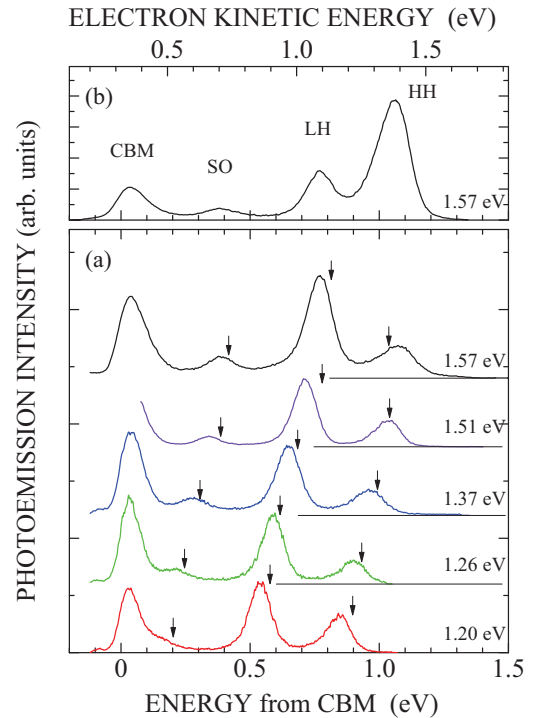 ELECTRON KINETIC ENERGY (eV)
0.5 1.0 1.5
(b)
HH
LH
CBM
SO
1.57 eV
(a)
1.57 eV
1.51 eV
1.37 eV
1.26 eV
1.20 eV
PHOTOEMISSION INTENSITY (arb. units)
0 0.5 1.0 1.5
ENERGY from CBM (eV)